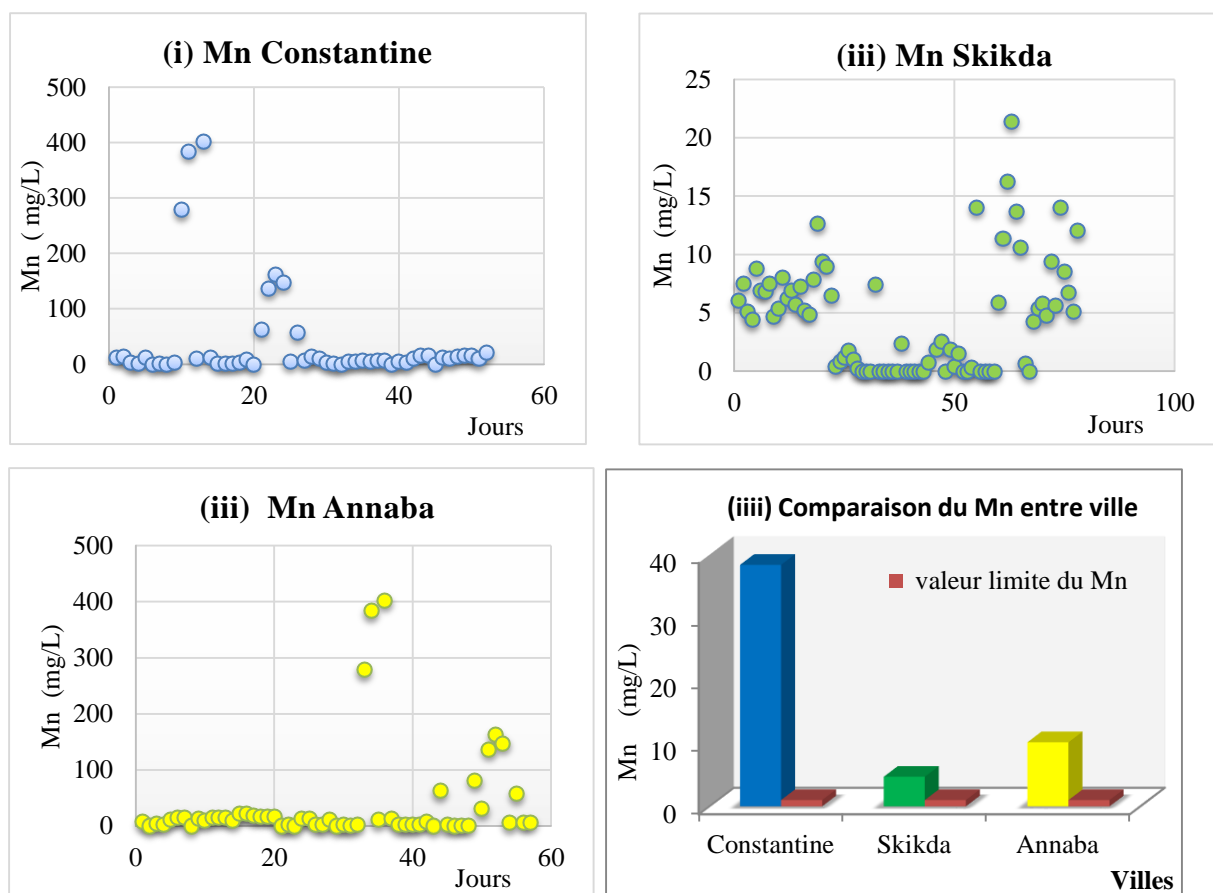 (i) Mn Constantine
500
400
300
200
100
0
0 20 40 60
Mn ( mg/L)
Jours
(iii) Mn Skikda
25
20
15
10
5
0
0 50 100
Mn (mg/L)
Jours
(iii) Mn Annaba
500
400
300
200
100
0
0 20 40 60
Mn (mg/L)
Jours
(iiii) Comparaison du Mn entre ville
40
30
20
10
0
Mn (mg/L)
valeur limite du Mn
Constantine Skikda Annaba
Villes